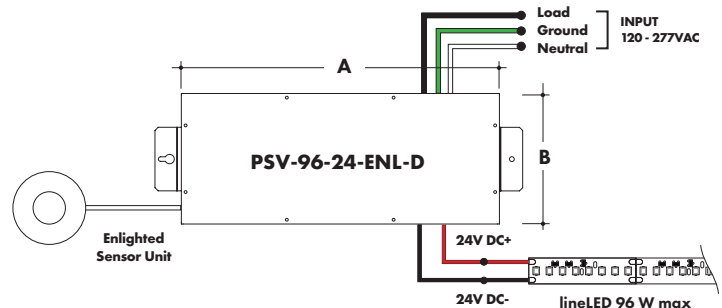 Load
Ground
Neutral
INPUT
120 - 277VAC
A
PSV-96-24-ENL-D
B
Enlighted
Sensor Unit
24V DC+
24V DC-
lineLED 96 W max